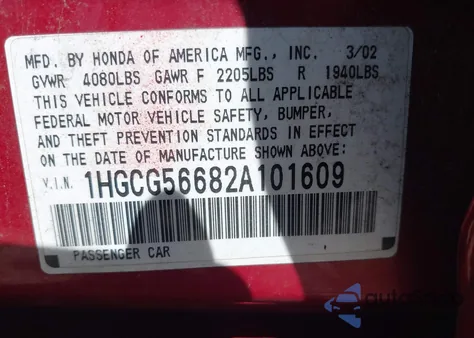 MFD. BY HONDA OF AMERICA MFG., INC. 3/02
GVWR 4080LBS GAWR F 2205LBS R 1940LBS
THIS VEHICLE CONFORMS TO ALL APPLICABLE
FEDERAL MOTOR VEHICLE SAFETY, BUMPER,
AND THEFT PREVENTION STANDARDS IN EFFECT
ON THE DATE OF MANUFACTURE SHOWN ABOVE:
V.I.N. 1HGCG56682A101609
PASSENGER CAR